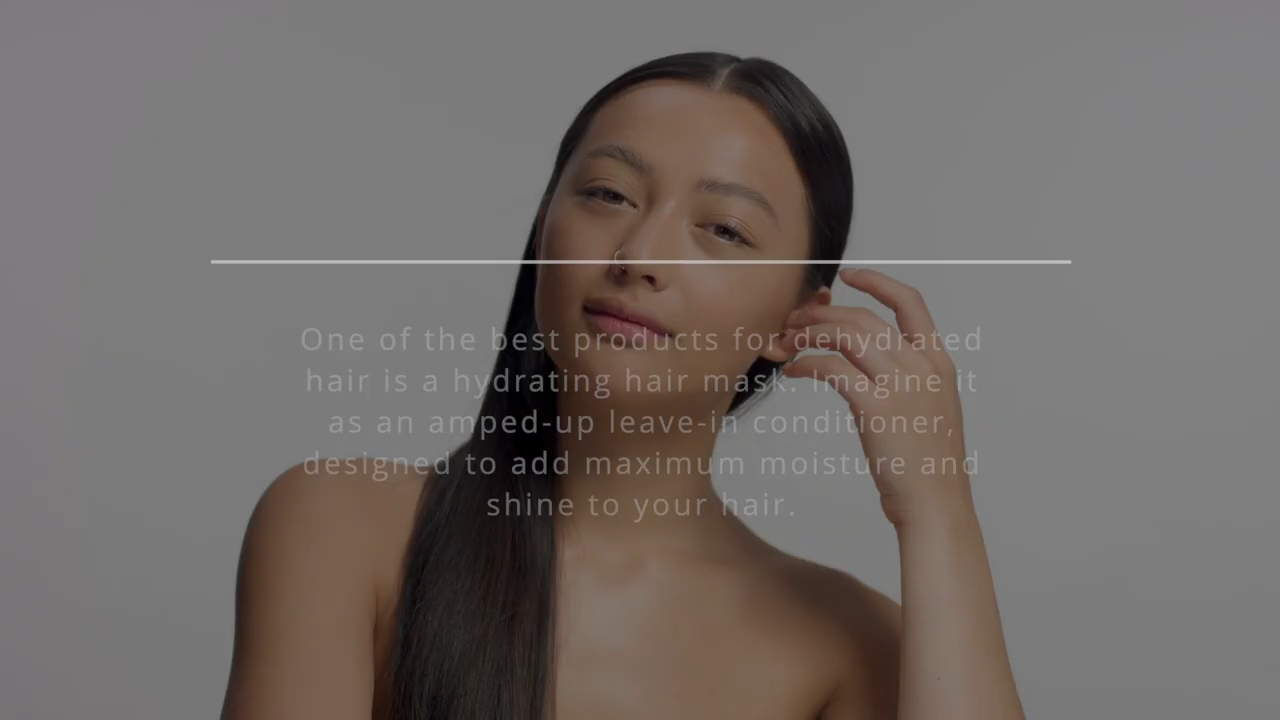 One of the best products for dehydrated
hair is a hydrating hair mask. Imagine it
as an amped-up leave-in conditioner,
designed to add maximum moisture and
shine to your hair.